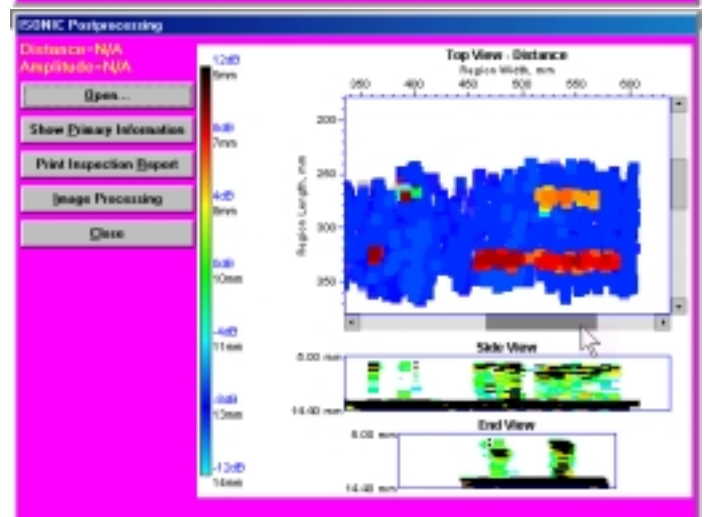 ISONIC Postprocessing
Distance=N/A
Amplitude=N/A
Open...
Show Primary Information
Print Inspection Report
Image Processing
Close
12dB
5mm
8dB
7mm
4dB
8mm
0dB
10mm
-4dB
11mm
-8dB
13mm
-12dB
14mm
Top View - Distance
Region Width, mm
350 400 450 500 550 600
Region Length, mm
200
250
300
350
Side View
5.00 mm
14.40 mm
End View
5.00 mm
14.40 mm